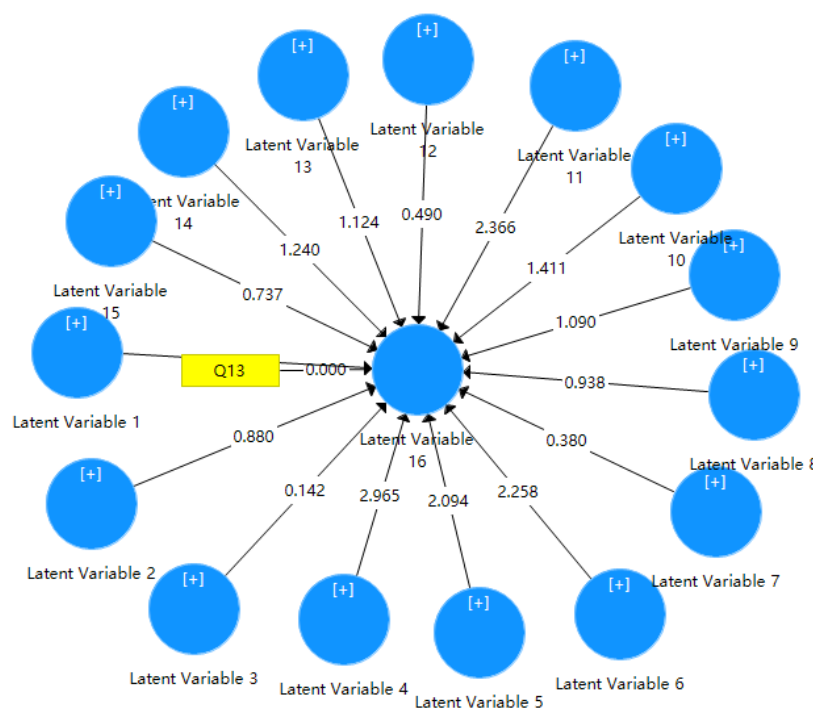 [+]
Latent Variable
12
[+]
Latent Variable
13
[+]
Latent Variable
11
[+]
Latent Variable
14
[+]
Latent Variable
10
[+]
Latent Variable
15
[+]
Latent Variable 9
[+]
Latent Variable 1
[+]
Latent Variable 8
[+]
Latent Variable 2
[+]
Latent Variable 7
[+]
Latent Variable 3
[+]
Latent Variable 4
[+]
Latent Variable 5
[+]
Latent Variable 6
Latent Variable
16
Q13
0.000
0.737
1.240
1.124
0.490
2.366
1.411
1.090
0.938
0.380
2.258
2.094
2.965
0.142
0.880